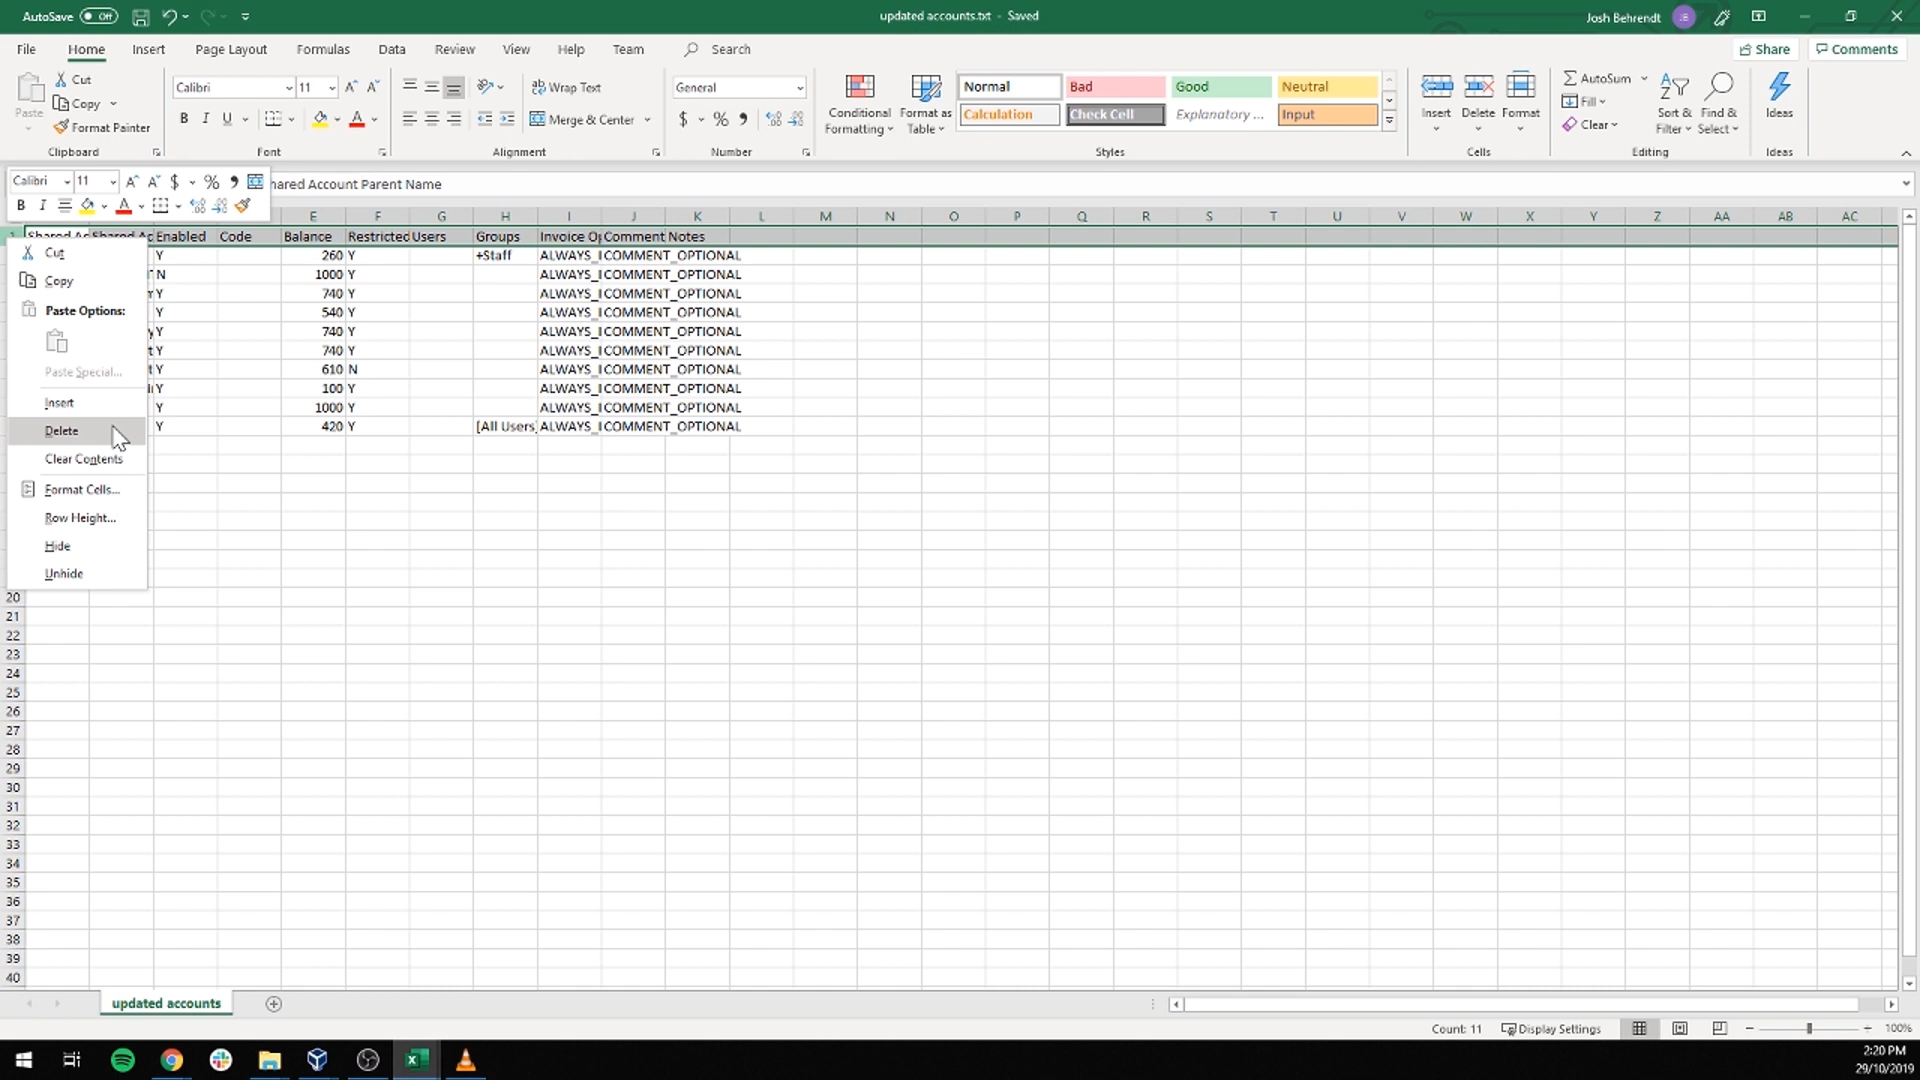 AutoSave Off updated accounts.txt - Saved Josh Behrendt
File Home Insert Page Layout Formulas Data Review View Help Team Search Share Comments
Paste Cut Copy Format Painter
Calibri 11
B I U
Wrap Text
Merge & Center
General
$ %
Conditional Formatting
Format as Table
Normal Bad Good Neutral
Calculation Check Cell Explanatory ... Input
Insert Delete Format
AutoSum
Fill
Clear
Sort & Filter
Find & Select
Ideas
Clipboard Font Alignment Number Styles Cells Editing Ideas
Calibri 11 $ %
B I A
hared Account Parent Name
E F G H I J K L M N O P Q R S T U V W X Y Z AA AB AC
Enabled Code Balance Restricted Users Groups Invoice Op Comment Notes
Y 260 Y +Staff ALWAYS_I COMMENT_OPTIONAL
N 1000 Y ALWAYS_I COMMENT_OPTIONAL
Y 740 Y ALWAYS_I COMMENT_OPTIONAL
Y 540 Y ALWAYS_I COMMENT_OPTIONAL
Y 740 Y ALWAYS_I COMMENT_OPTIONAL
Y 740 Y ALWAYS_I COMMENT_OPTIONAL
Y 610 N ALWAYS_I COMMENT_OPTIONAL
Y 100 Y ALWAYS_I COMMENT_OPTIONAL
Y 1000 Y ALWAYS_I COMMENT_OPTIONAL
Y 420 Y [All Users] ALWAYS_I COMMENT_OPTIONAL
Cut
Copy
Paste Options:
Paste Special...
Insert
Delete
Clear Contents
Format Cells...
Row Height...
Hide
Unhide
20
21
22
23
24
25
26
27
28
29
30
31
32
33
34
35
36
37
38
39
40
updated accounts
Count: 11 Display Settings 100%
2:20 PM
29/10/2019